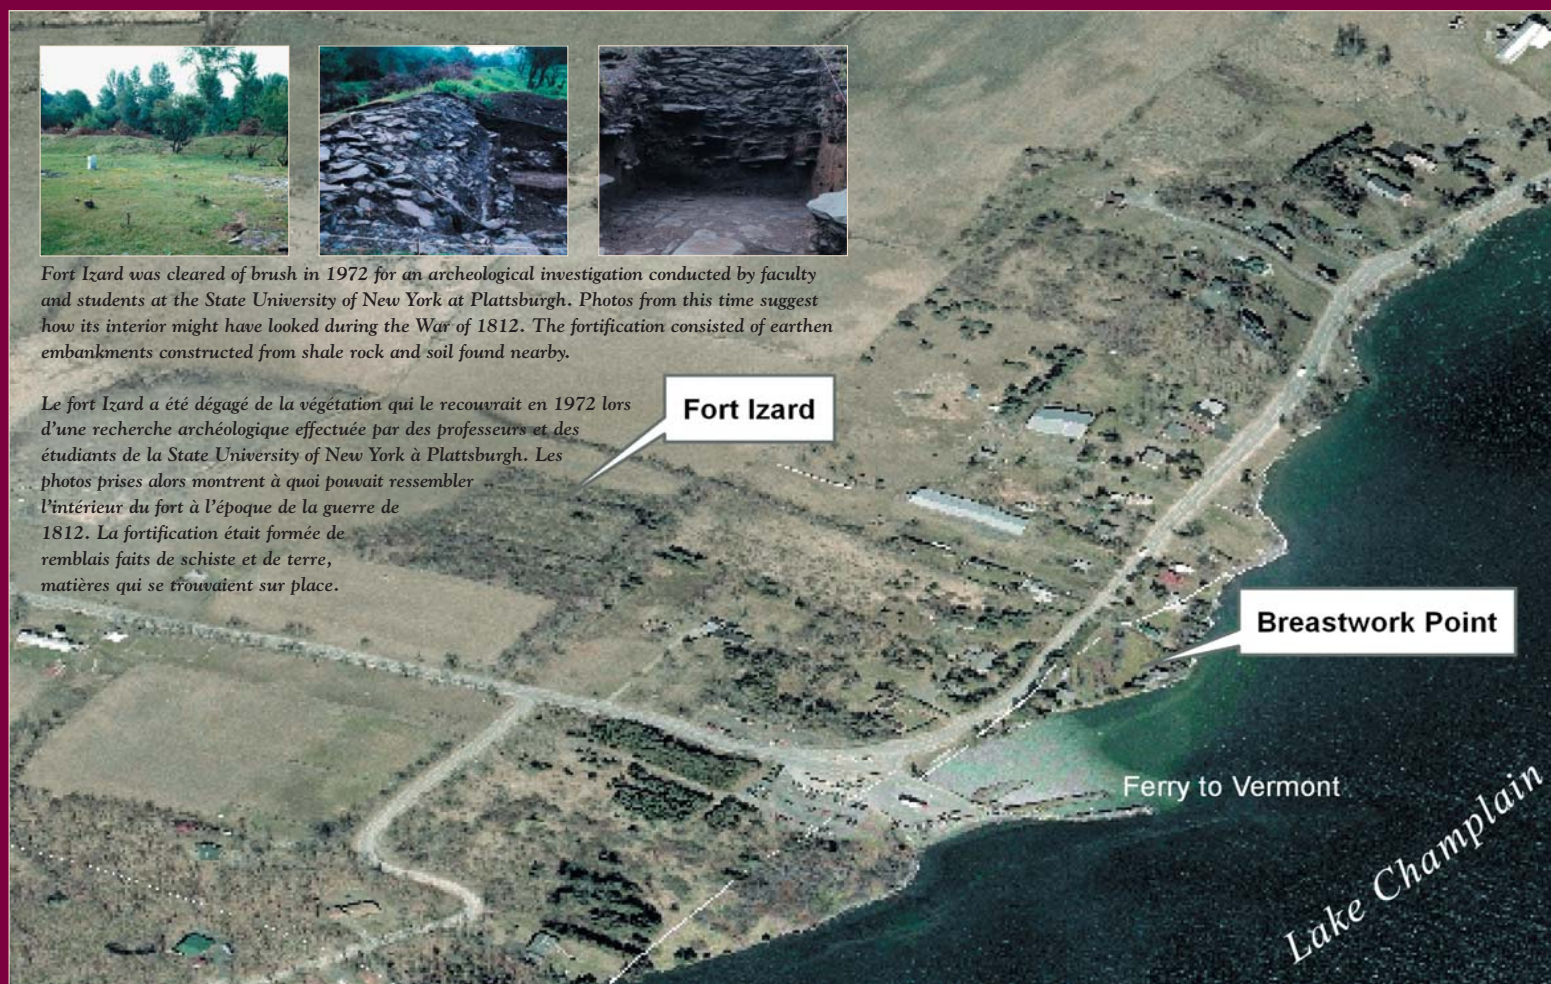 Fort Izard was cleared of brush in 1972 for an archeological investigation conducted by faculty
and students at the State University of New York at Plattsburgh. Photos from this time suggest
how its interior might have looked during the War of 1812. The fortification consisted of earthen
embankments constructed from shale rock and soil found nearby.
Le fort Izard a été dégagé de la végétation qui le recouvrait en 1972 lors
d'une recherche archéologique effectuée par des professeurs et des
étudiants de la State University of New York à Plattsburgh. Les
photos prises alors montrent à quoi pouvait ressembler
l'intérieur du fort à l'époque de la guerre de
1812. La fortification était formée de
remblais faits de schiste et de terre,
matières qui se trouvaient sur place.
Fort Izard
Breastwork Point
Ferry to Vermont
Lake Champlain